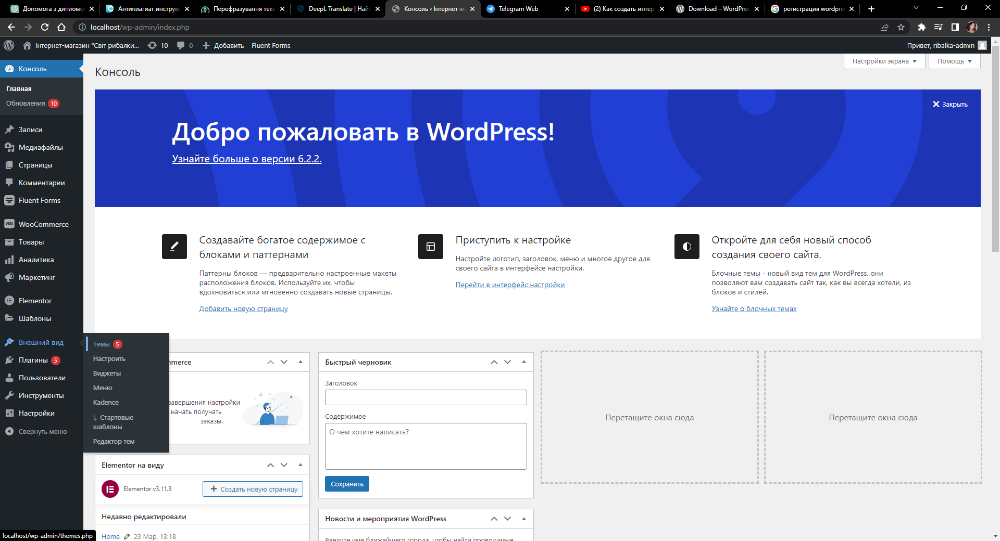 Допомога з дипломо
Антиплагиат инструм
Перефразування текс
DeepL Translate | Найт
Консоль ‹ Інтернет-ма
Telegram Web
(2) Как создать интер
Download – WordPres
регистрация wordpre
localhost/wp-admin/index.php
Інтернет-магазин "Світ рибалки...
10
0
Добавить
Fluent Forms
Привет, ribalka-admin
Консоль
Главная
Обновления 10
Записи
Медиафайлы
Страницы
Комментарии
Fluent Forms
WooCommerce
Товары
Аналитика
Маркетинг
Elementor
Шаблоны
Внешний вид
Плагины 5
Пользователи
Инструменты
Настройки
Свернуть меню
Темы 5
Настроить
Виджеты
Меню
Kadence
Стартовые
шаблоны
Редактор тем
Консоль
Настройки экрана
Помощь
Закрыть
Добро пожаловать в WordPress!
Узнайте больше о версии 6.2.2.
Создавайте богатое содержимое с
блоками и паттернами
Паттерны блоков — предварительно настроенные макеты
расположения блоков. Используйте их, чтобы
вдохновиться или мгновенно создавать новые страницы.
Добавить новую страницу
Приступить к настройке
Настройте логотип, заголовок, меню и многое другое для
своего сайта в интерфейсе настройки.
Перейти в интерфейс настройки
Откройте для себя новый способ
создания своего сайта.
Блочные темы - новый вид тем для WordPress, они
позволяют вам создавать сайт так, как вы всегда хотели, из
блоков и стилей.
Узнайте о блочных темах
mmerce
завершения настройки
начать получать
заказы.
Elementor на виду
Elementor v3.11.3
Создать новую страницу
Недавно редактировали
Home 23 Мар, 13:18
Быстрый черновик
Заголовок
Содержимое
О чём хотите написать?
Сохранить
Новости и мероприятия WordPress
Введите имя ближайшего города, чтобы найти проводимые
Перетащите окна сюда
Перетащите окна сюда
localhost/wp-admin/themes.php